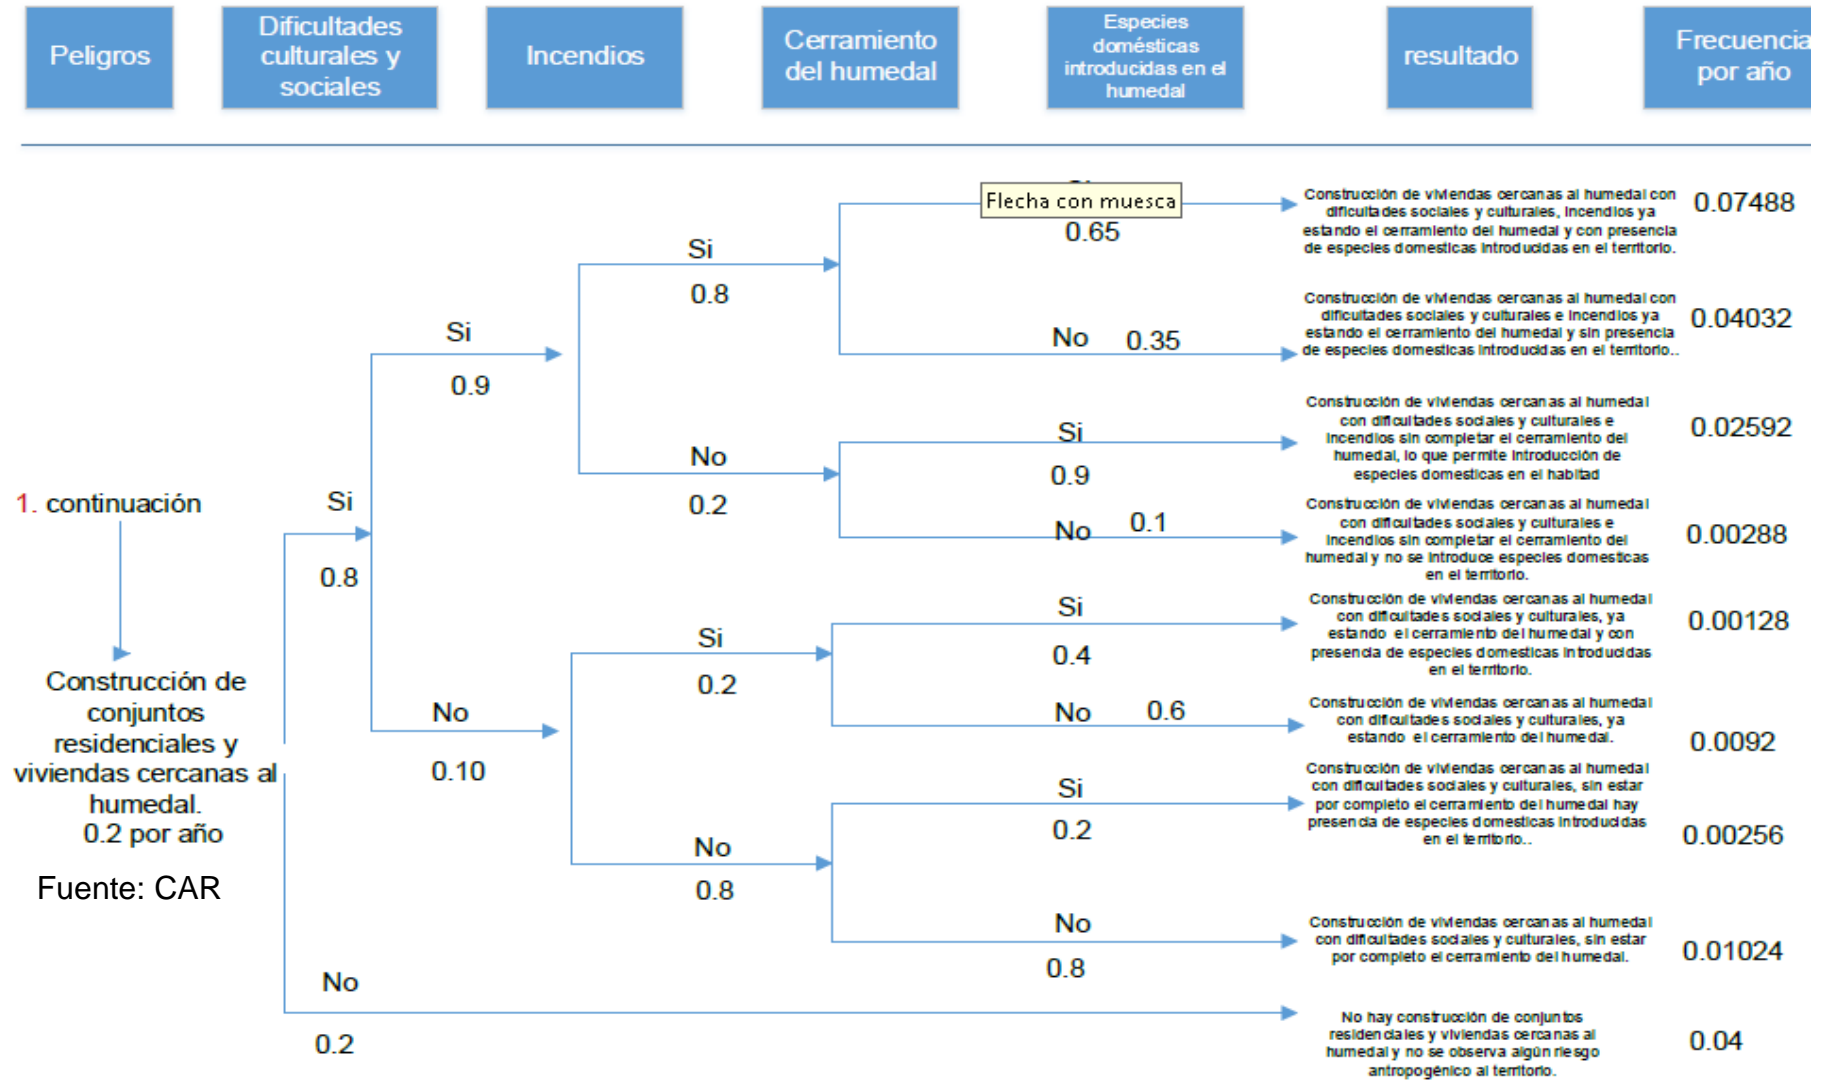 Peligros
Dificultades
culturales y
sociales
Incendios
Cerramiento
del humedal
Especies
domésticas
introducidas en el
humedal
resultado
Frecuencia
por año
Flecha con muesca
0.65
Construcción de viviendas cercanas al humedal con
dificultades sociales y culturales, incendios ya
estando el cerramiento del humedal y con presencia
de especies domesticas introducidas en el territorio.
0.07488
Si
0.8
No 0.35
Construcción de viviendas cercanas al humedal con
dificultades sociales y culturales e incendios ya
estando el cerramiento del humedal y sin presencia
de especies domesticas introducidas en el territorio..
0.04032
Si
0.9
Si
0.9
Construcción de viviendas cercanas al humedal
con dificultades sociales y culturales e
incendios sin completar el cerramiento del
humedal, lo que permite introducción de
especies domesticas en el habitad
0.02592
No
0.2
No 0.1
Construcción de viviendas cercanas al humedal
con dificultades sociales y culturales e
incendios sin completar el cerramiento del
humedal y no se introduce especies domesticas
en el territorio.
0.00288
1. continuación
Si
0.8
Si
0.4
Construcción de viviendas cercanas al humedal
con dificultades sociales y culturales, ya
estando el cerramiento del humedal y con
presencia de especies domesticas introducidas
en el territorio.
0.00128
Si
0.2
No 0.6
Construcción de viviendas cercanas al humedal
con dificultades sociales y culturales, ya
estando el cerramiento del humedal.
0.0092
Construcción de
conjuntos
residenciales y
viviendas cercanas al
humedal.
0.2 por año
No
0.10
Si
0.2
Construcción de viviendas cercanas al humedal
con dificultades sociales y culturales, sin estar
por completo el cerramiento del humedal hay
presencia de especies domesticas introducidas
en el territorio..
0.00256
Fuente: CAR
No
0.8
No
0.8
Construcción de viviendas cercanas al humedal
con dificultades sociales y culturales, sin estar
por completo el cerramiento del humedal.
0.01024
No
0.2
No hay construcción de conjuntos
residenciales y viviendas cercanas al
humedal y no se observa algún riesgo
antropogénico al territorio.
0.04